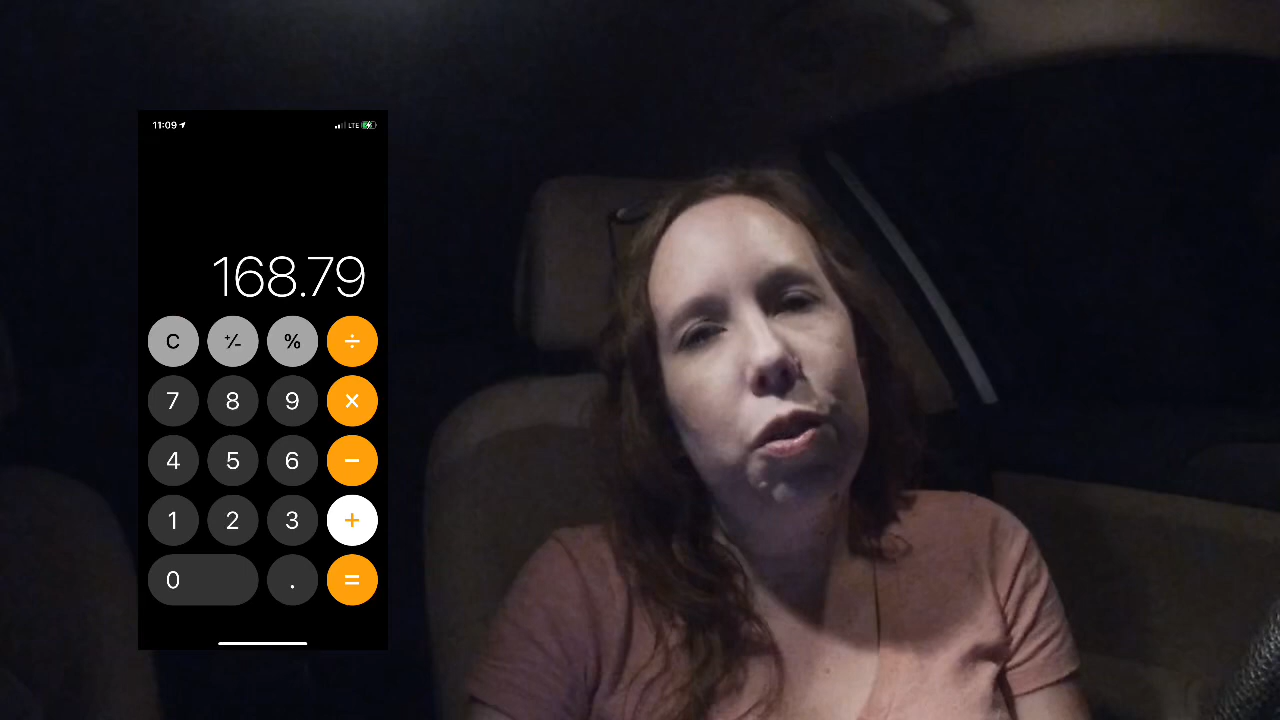 11:09 LTE
168.79
C +/- % ÷
7 8 9 ×
4 5 6 −
1 2 3 +
0 . =